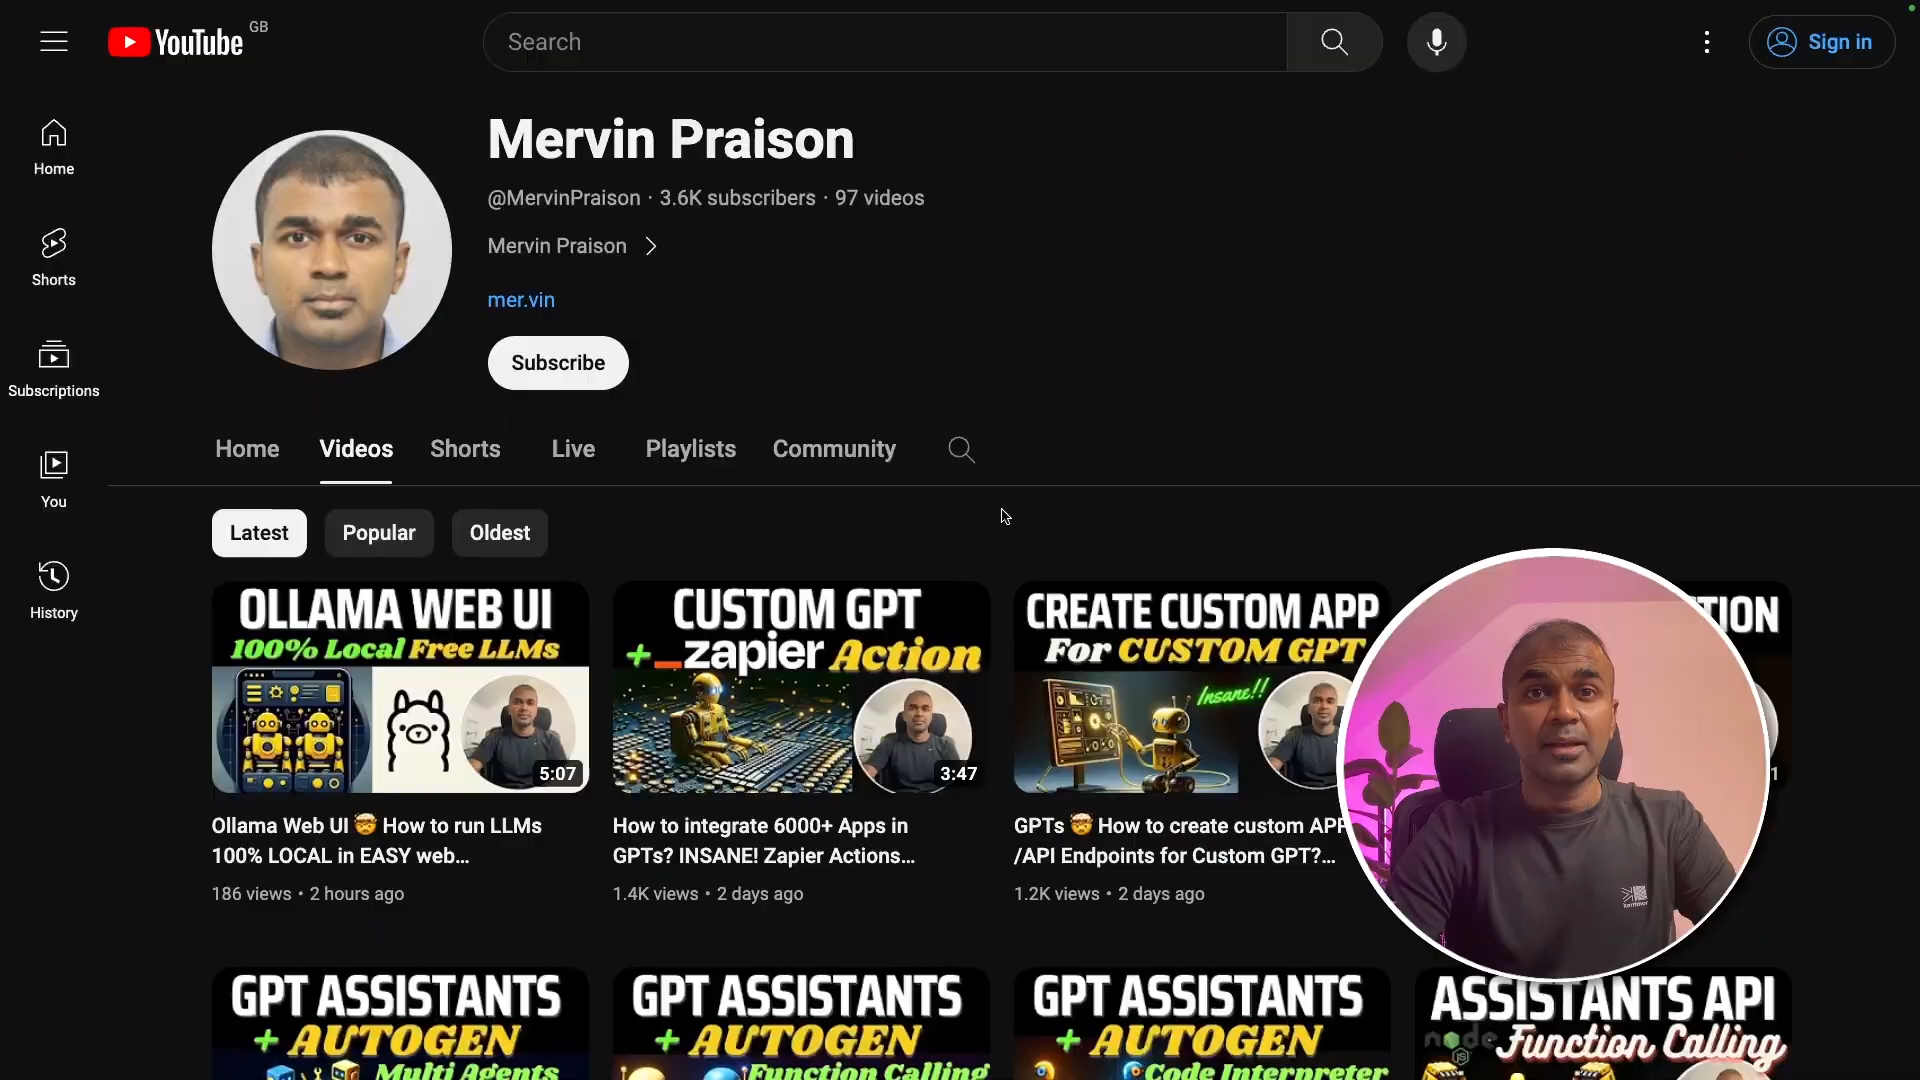 YouTube GB
Search
Sign in
Home
Shorts
Subscriptions
You
History
Mervin Praison
@MervinPraison · 3.6K subscribers · 97 videos
Mervin Praison
mer.vin
Subscribe
Home Videos Shorts Live Playlists Community
Latest Popular Oldest
OLLAMA WEB UI
100% Local Free LLMs
5:07
Ollama Web UI 🤯 How to run LLMs
100% LOCAL in EASY web...
186 views • 2 hours ago
CUSTOM GPT
+ zapier Action
3:47
How to integrate 6000+ Apps in
GPTs? INSANE! Zapier Actions...
1.4K views • 2 days ago
CREATE CUSTOM APP
For CUSTOM GPT
Insane!!
GPTs 🤯 How to create custom APP
/API Endpoints for Custom GPT?...
1.2K views • 2 days ago
TION
1
GPT ASSISTANTS
+ AUTOGEN
Multi Agents
GPT ASSISTANTS
+ AUTOGEN
Function Calling
GPT ASSISTANTS
+ AUTOGEN
Code Interpreter
ASSISTANTS API
node
JS
Function Calling